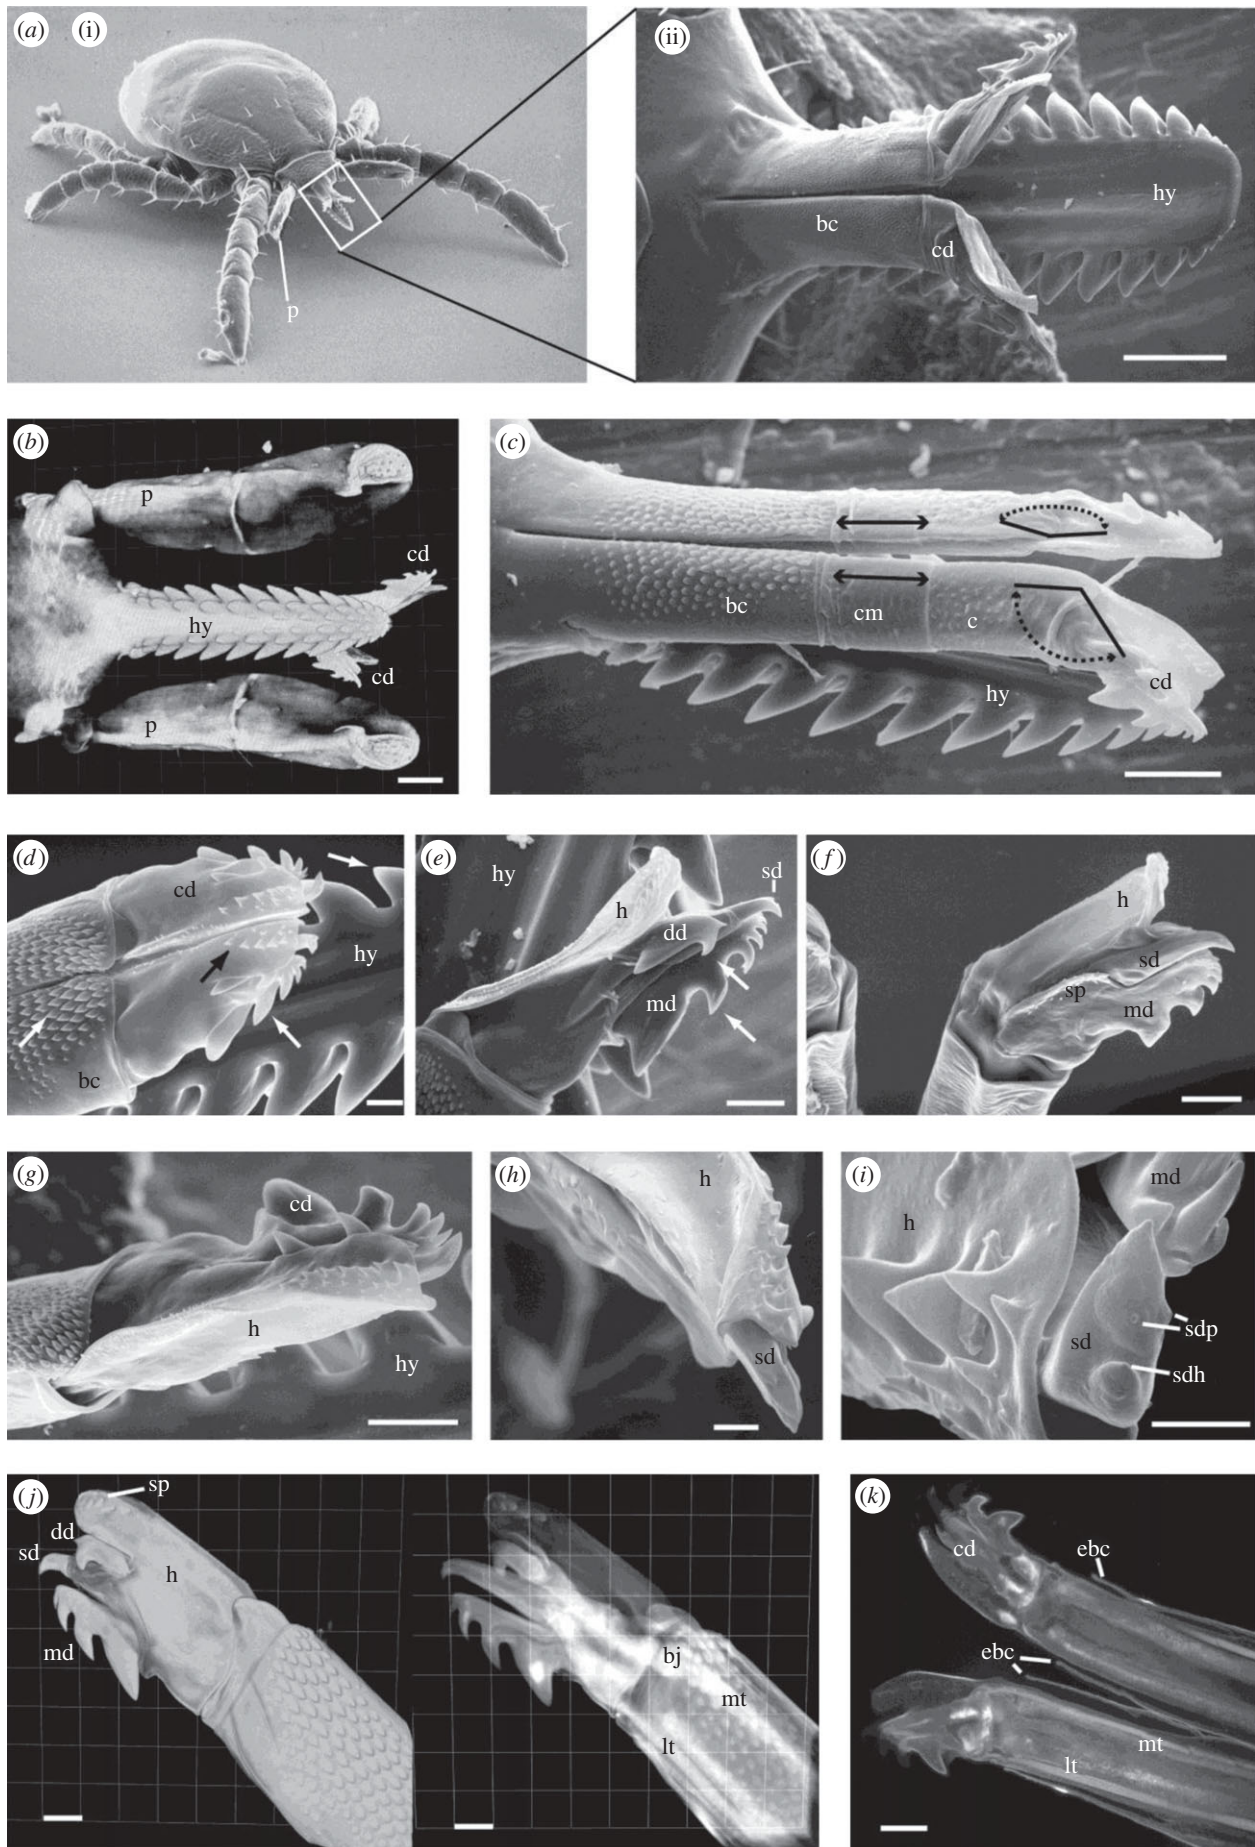 (a) (i)
p
(ii)
hy
bc
cd
(b)
p
cd
hy
cd
p
(c)
bc
cm
c
hy
cd
(d)
cd
hy
bc
(e)
hy
sd
h
dd
md
(f)
h
sd
sp
md
(g)
cd
h
hy
(h)
h
sd
(i)
md
h
sdp
sd
sdh
(j)
sp
dd
sd
h
md
bj
mt
lt
(k)
cd
ebc
ebc
mt
lt